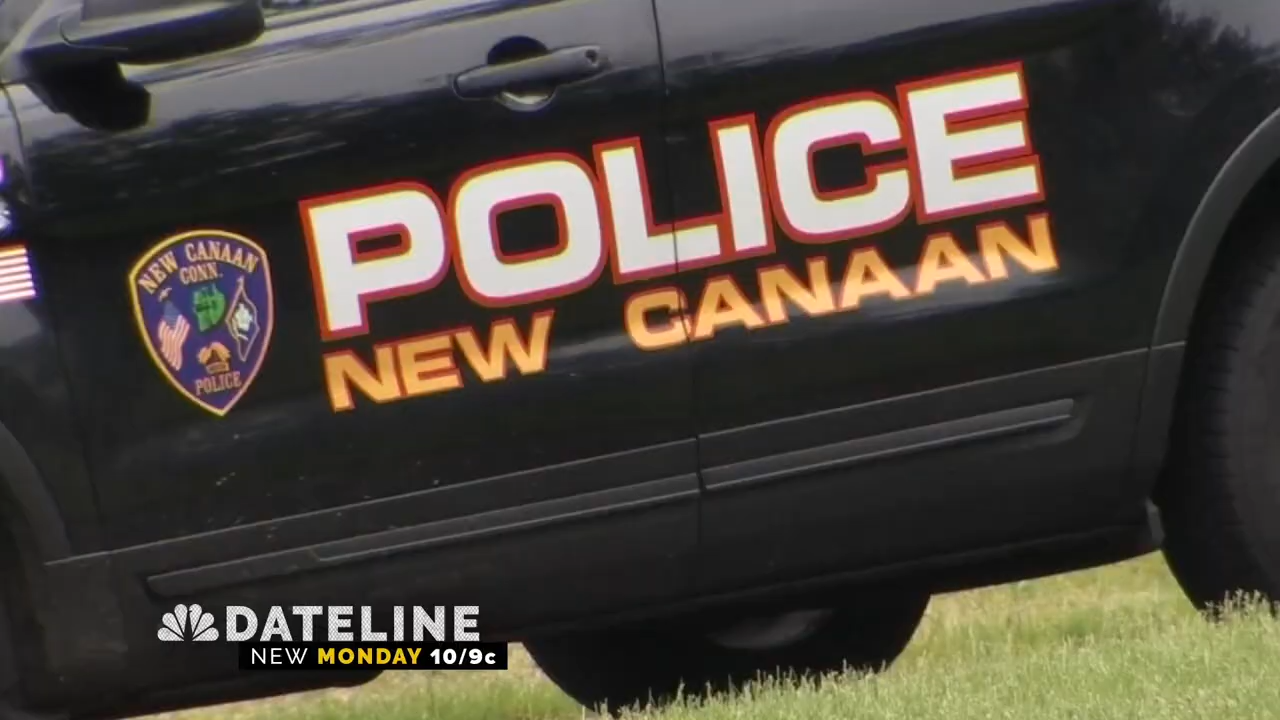 POLICE
NEW CANAAN
NEW CANAAN
CONN.
POLICE
DATELINE
NEW MONDAY 10/9c